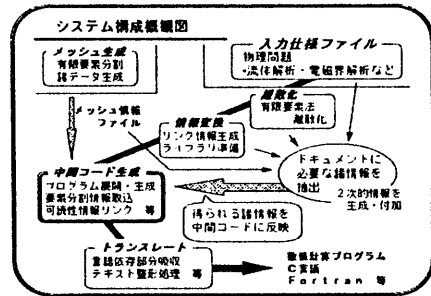 システム構成概観図
メッシュ生成
有限要素分割
諸データ生成
入力仕様ファイル
物理問題
・流体解析・電磁界解析など
離散化
有限要素法
離散化
メッシュ情報
ファイル
情報変換
リンク情報生成
ライブラリ準備
ドキュメントに
必要な諸情報を
抽出
2次的情報を
生成・付加
中間コード生成
プログラム展開・生成
要素分割情報取込
可読性情報リンク 等
得られる諸情報を
中間コードに反映
トランスレート
言語依存部分吸収
テキスト整形処理 等
数値計算プログラム
C言語
Fortran 等